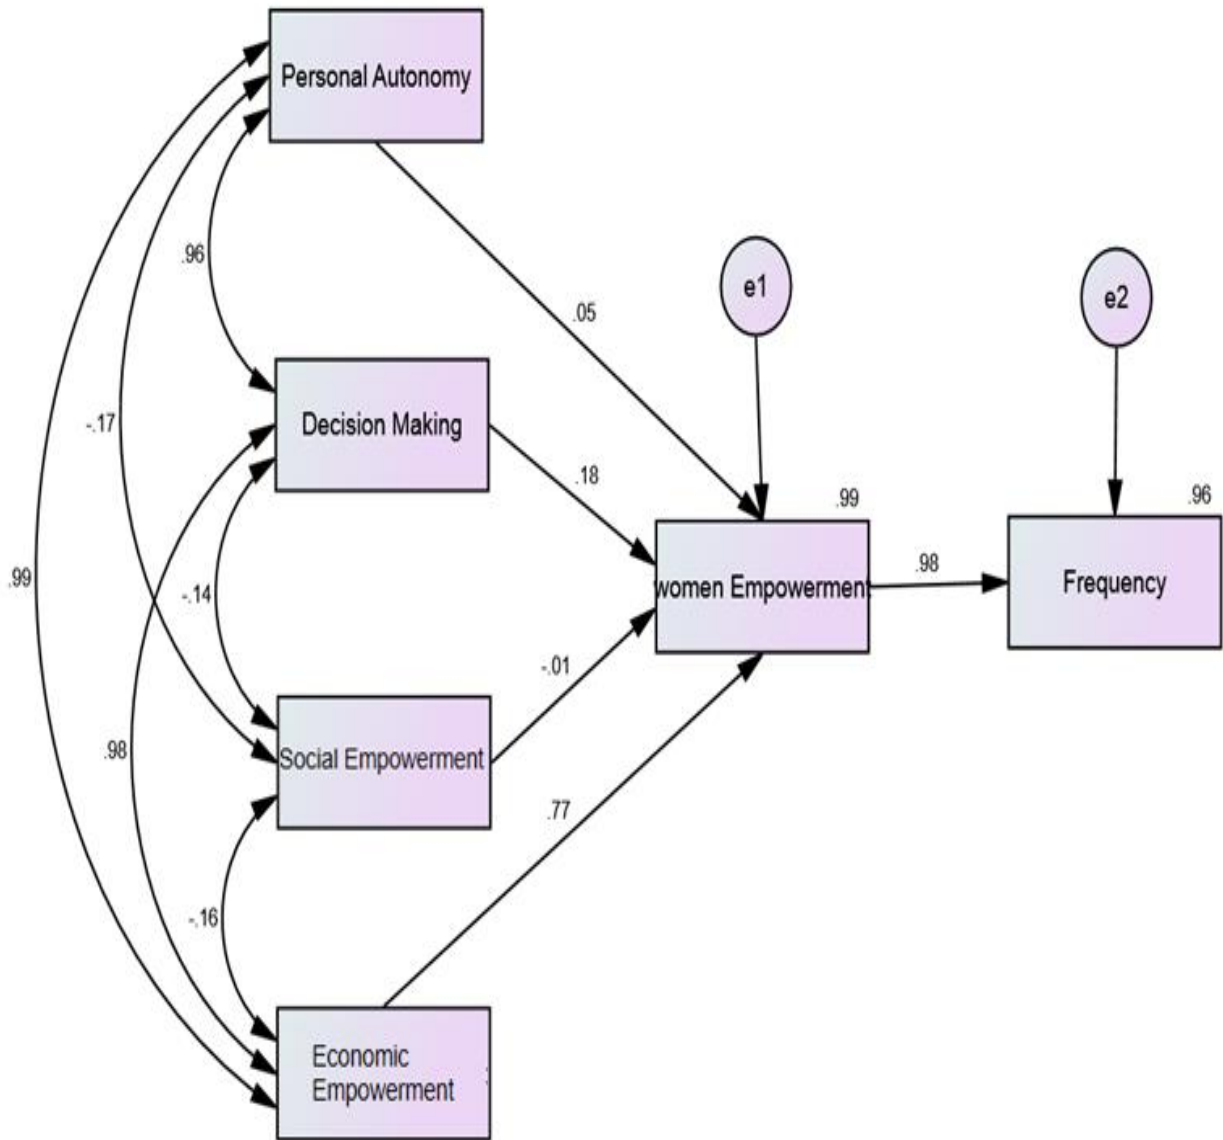 Personal Autonomy
.96
.05
e1
e2
-.17
Decision Making
.18
.99
.96
.99
-.14
women Empowerment
.98
Frequency
-.01
.98
Social Empowerment
.77
-.16
Economic
Empowerment